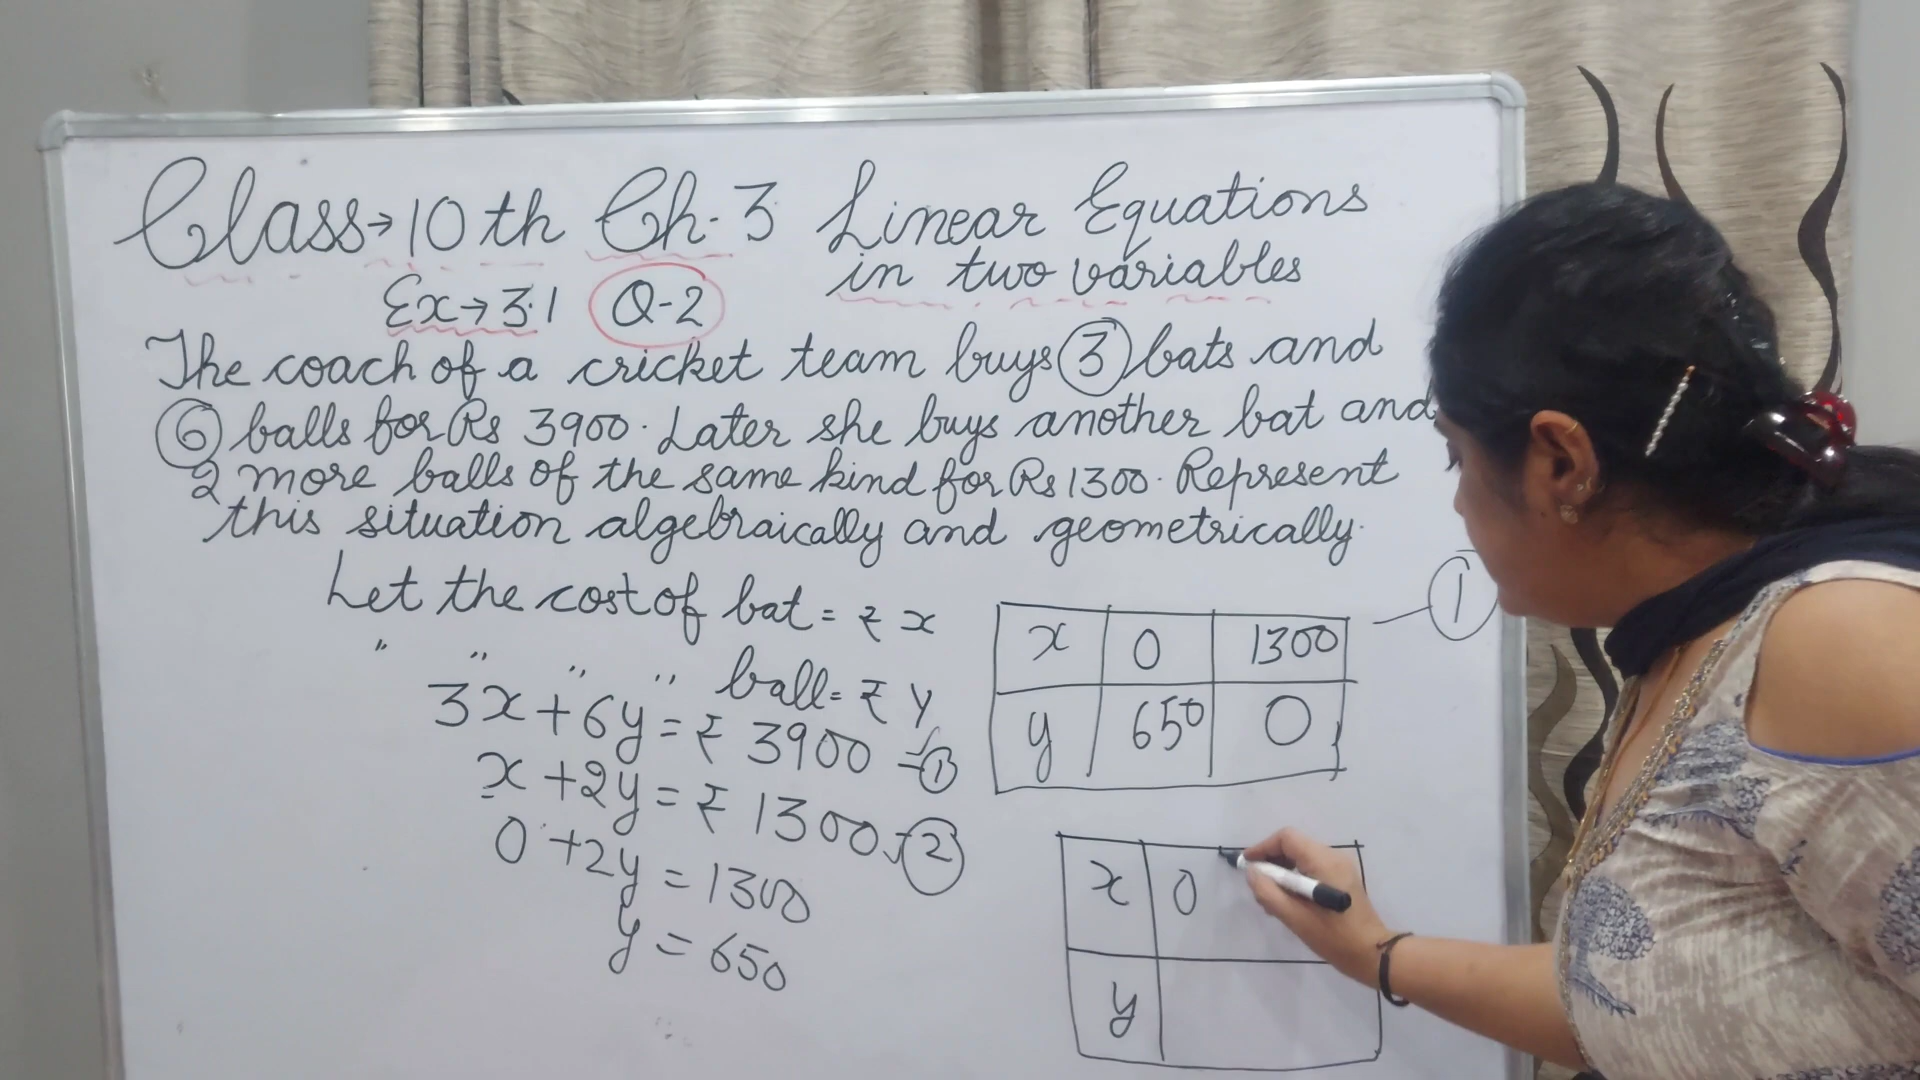 Class→10th Ch.3 Linear Equations
in two variables
Ex→3.1 Q-2
The coach of a cricket team buys 3 bats and
6 balls for Rs 3900. Later she buys another bat and
2 more balls of the same kind for Rs 1300. Represent
this situation algebraically and geometrically.
Let the cost of bat = ₹ x
" " " " ball = ₹ y
3x + 6y = ₹ 3900 -①
x + 2y = ₹ 1300 -②
0 + 2y = 1300
y = 650
x 0 1300 ①
y 650 0
x 0
y